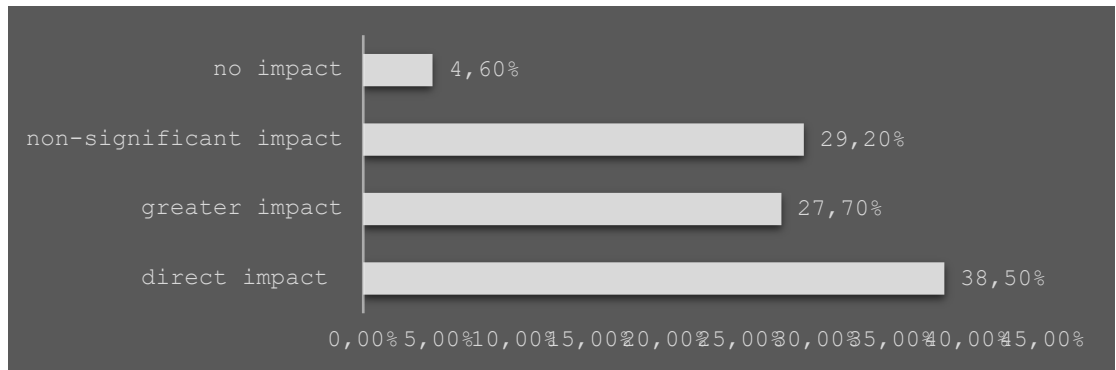 no impact 4,60%
non-significant impact 29,20%
greater impact 27,70%
direct impact 38,50%
0,00% 5,00% 10,00% 15,00% 20,00% 25,00% 30,00% 35,00% 40,00% 45,00%